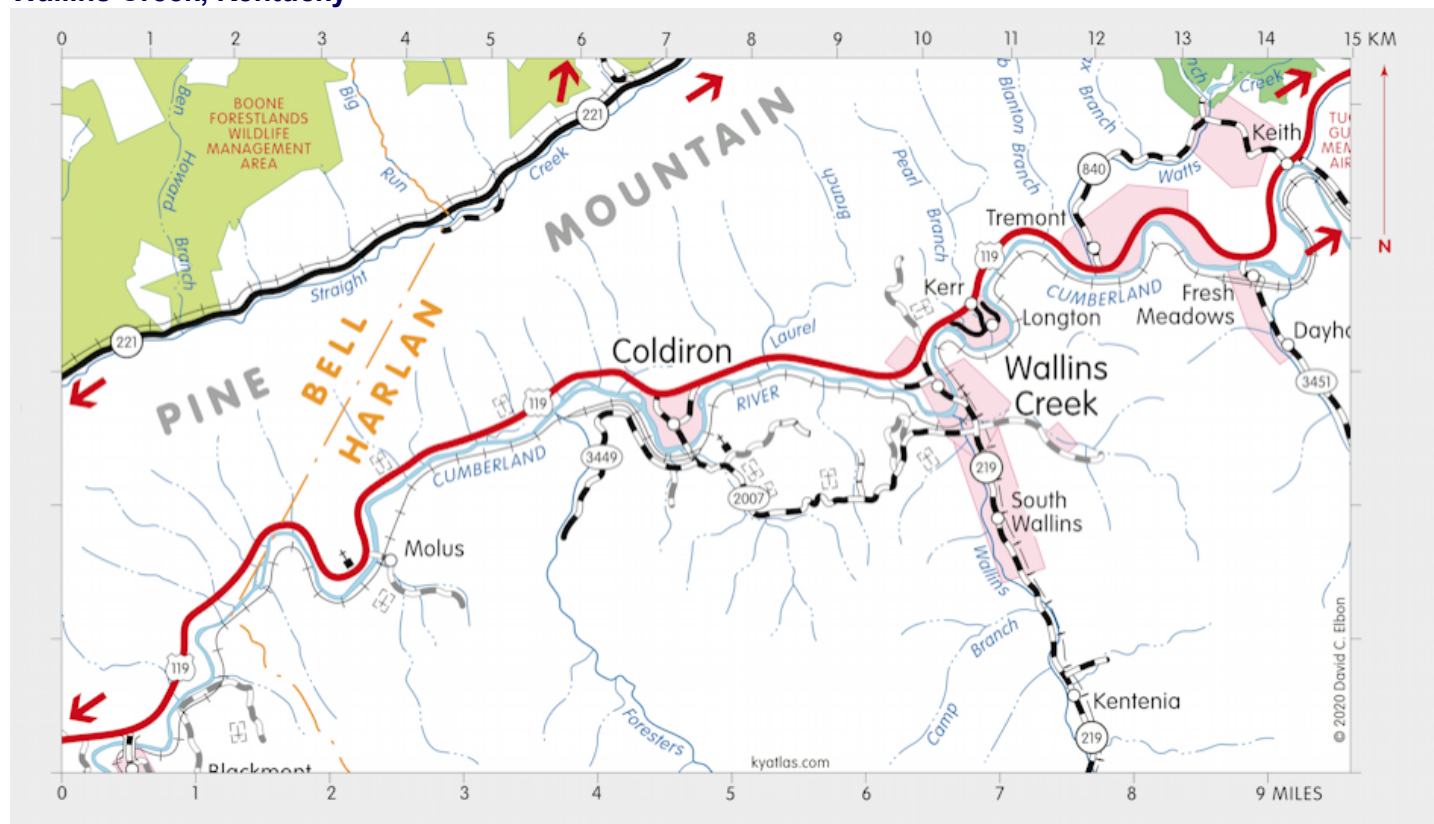 Wallins Creek, Kentucky
0 1 2 3 4 5 6 7 8 9 10 11 12 13 14 15 KM
Ben
Howard
Branch
BOONE
FORESTLANDS
WILDLIFE
MANAGEMENT
AREA
Big
Run
221
Creek
Straight
221
PINE
MOUNTAIN
BELL
HARLAN
Branch
Laurel
Pearl
Branch
Blanton
Branch
Branch
Creek
Keith
840
Watts
Tremont
119
Kerr
Longton
CUMBERLAND
Fresh
Meadows
3451
N
Coldiron
119
RIVER
Wallins
Creek
CUMBERLAND
3449
2007
219
South
Wallins
Wallins
Molus
119
Branch
Camp
Kentenia
219
Foresters
Blackmont
kyatlas.com
© 2020 David C. Elbon
0 1 2 3 4 5 6 7 8 9 MILES